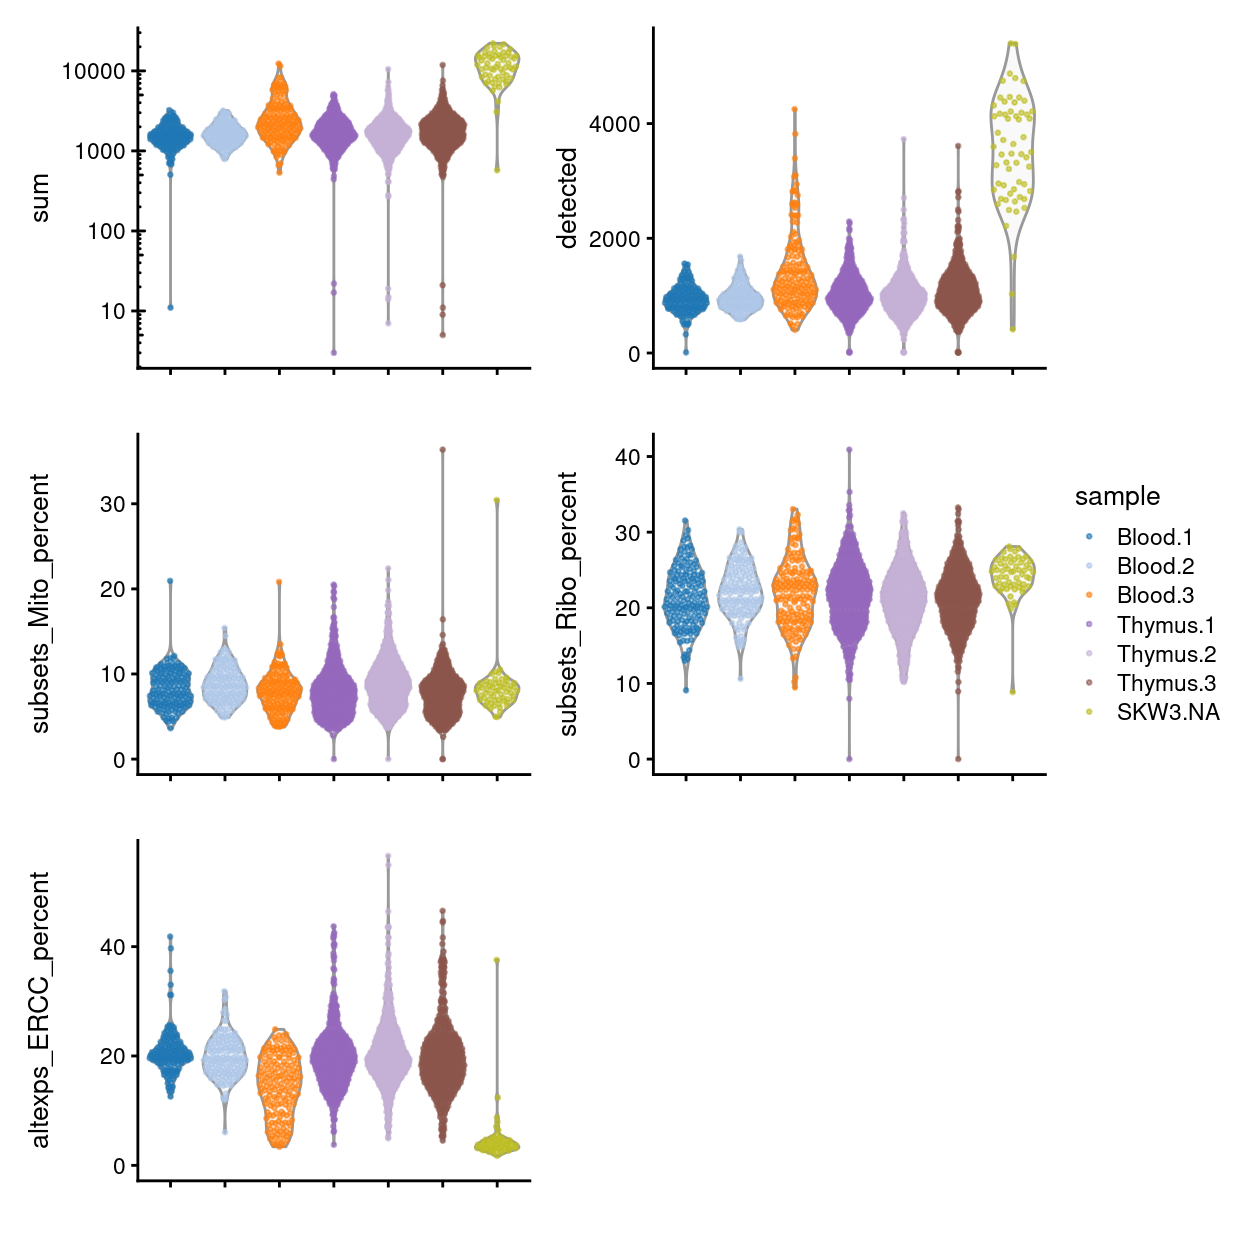 sum
10000
1000
100
10
detected
4000
2000
0
subsets_Mito_percent
30
20
10
0
subsets_Ribo_percent
40
30
20
10
0
sample
Blood.1
Blood.2
Blood.3
Thymus.1
Thymus.2
Thymus.3
SKW3.NA
altexps_ERCC_percent
40
20
0